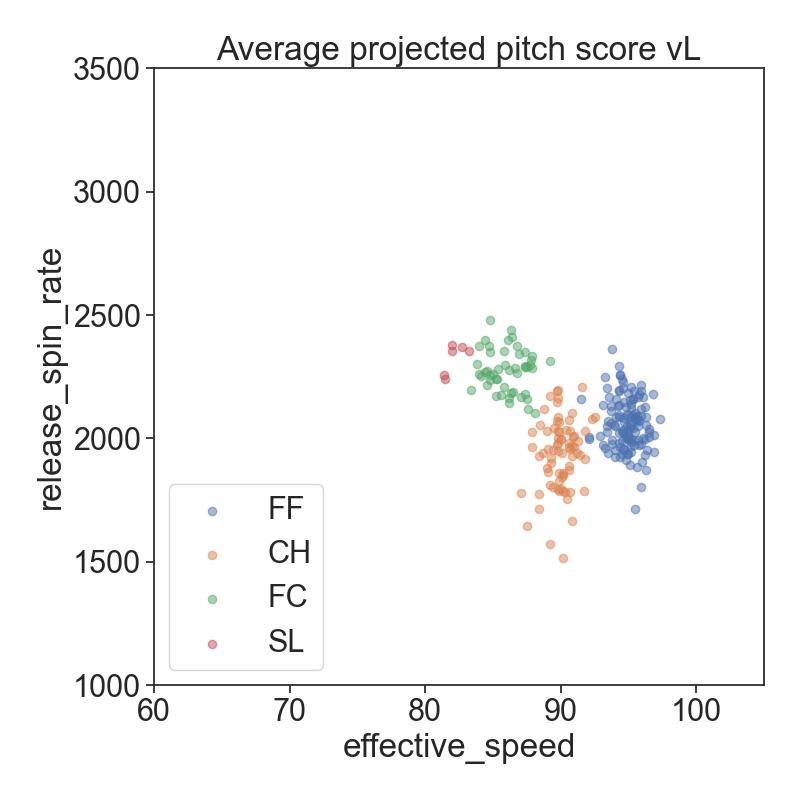 Average projected pitch score vL
3500
3000
2500
2000
1500
1000
release_spin_rate
FF
CH
FC
SL
60
70
80
90
100
effective_speed